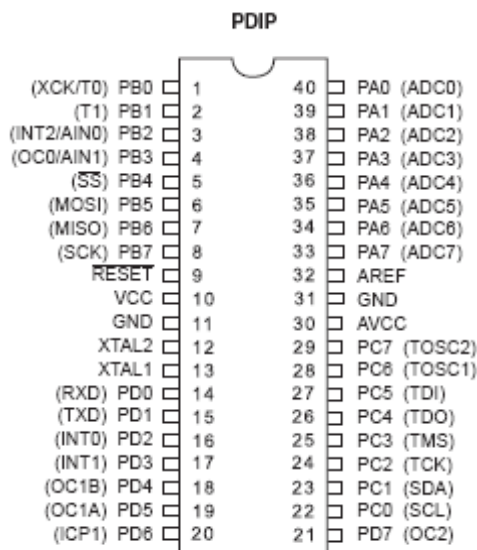 PDIP
(XCK/T0) PB0 1 40 PA0 (ADC0)
(T1) PB1 2 39 PA1 (ADC1)
(INT2/AIN0) PB2 3 38 PA2 (ADC2)
(OC0/AIN1) PB3 4 37 PA3 (ADC3)
(SS) PB4 5 36 PA4 (ADC4)
(MOSI) PB5 6 35 PA5 (ADC5)
(MISO) PB6 7 34 PA6 (ADC6)
(SCK) PB7 8 33 PA7 (ADC7)
RESET 9 32 AREF
VCC 10 31 GND
GND 11 30 AVCC
XTAL2 12 29 PC7 (TOSC2)
XTAL1 13 28 PC6 (TOSC1)
(RXD) PD0 14 27 PC5 (TDI)
(TXD) PD1 15 26 PC4 (TDO)
(INT0) PD2 16 25 PC3 (TMS)
(INT1) PD3 17 24 PC2 (TCK)
(OC1B) PD4 18 23 PC1 (SDA)
(OC1A) PD5 19 22 PC0 (SCL)
(ICP1) PD6 20 21 PD7 (OC2)